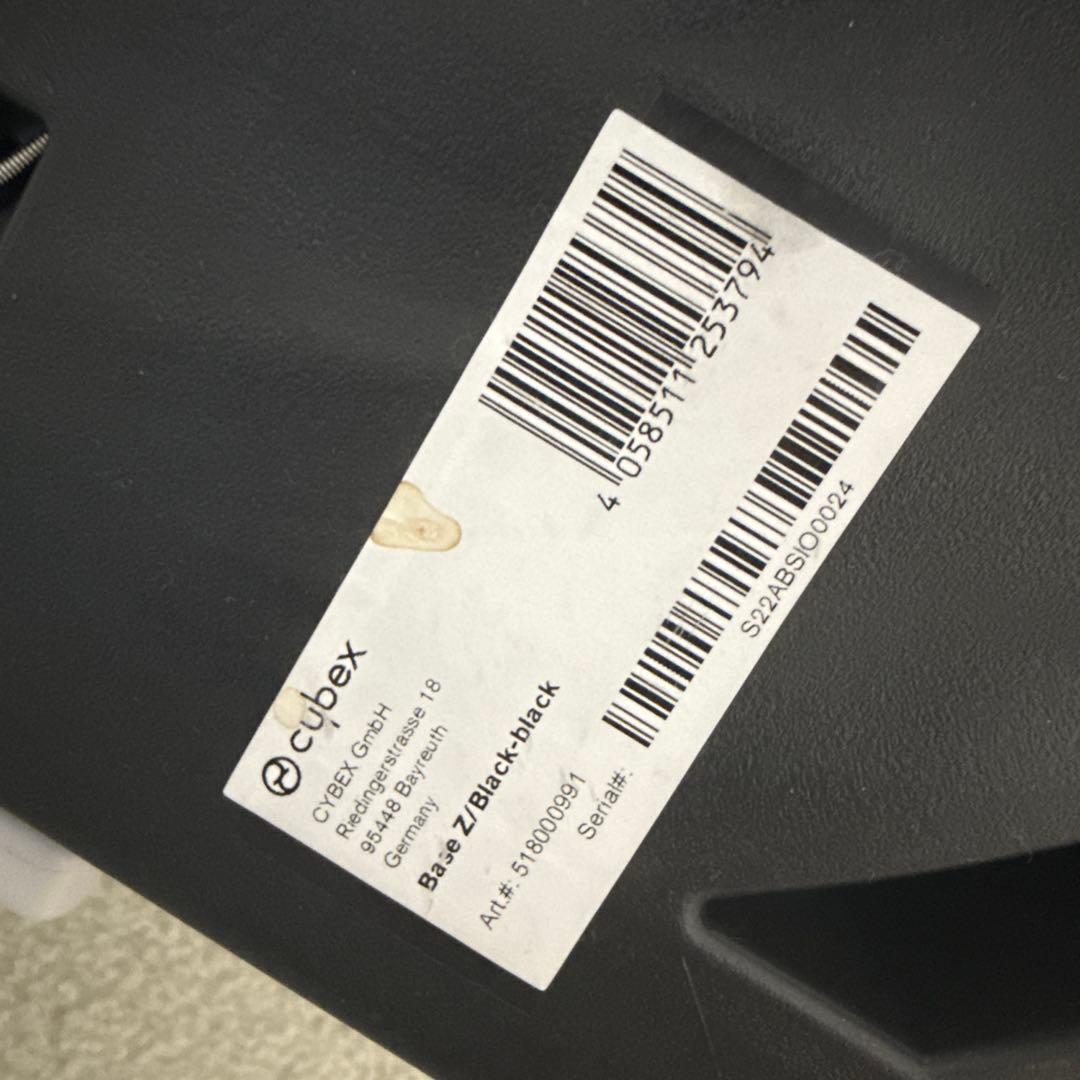 cybex
CYBEX GmbH
Riedingerstrasse 18
95448 Bayreuth
Germany
Base Z/Black-black
Art.#: 518000991
Serial#:
4 058511 253794
S22ABSIO0024